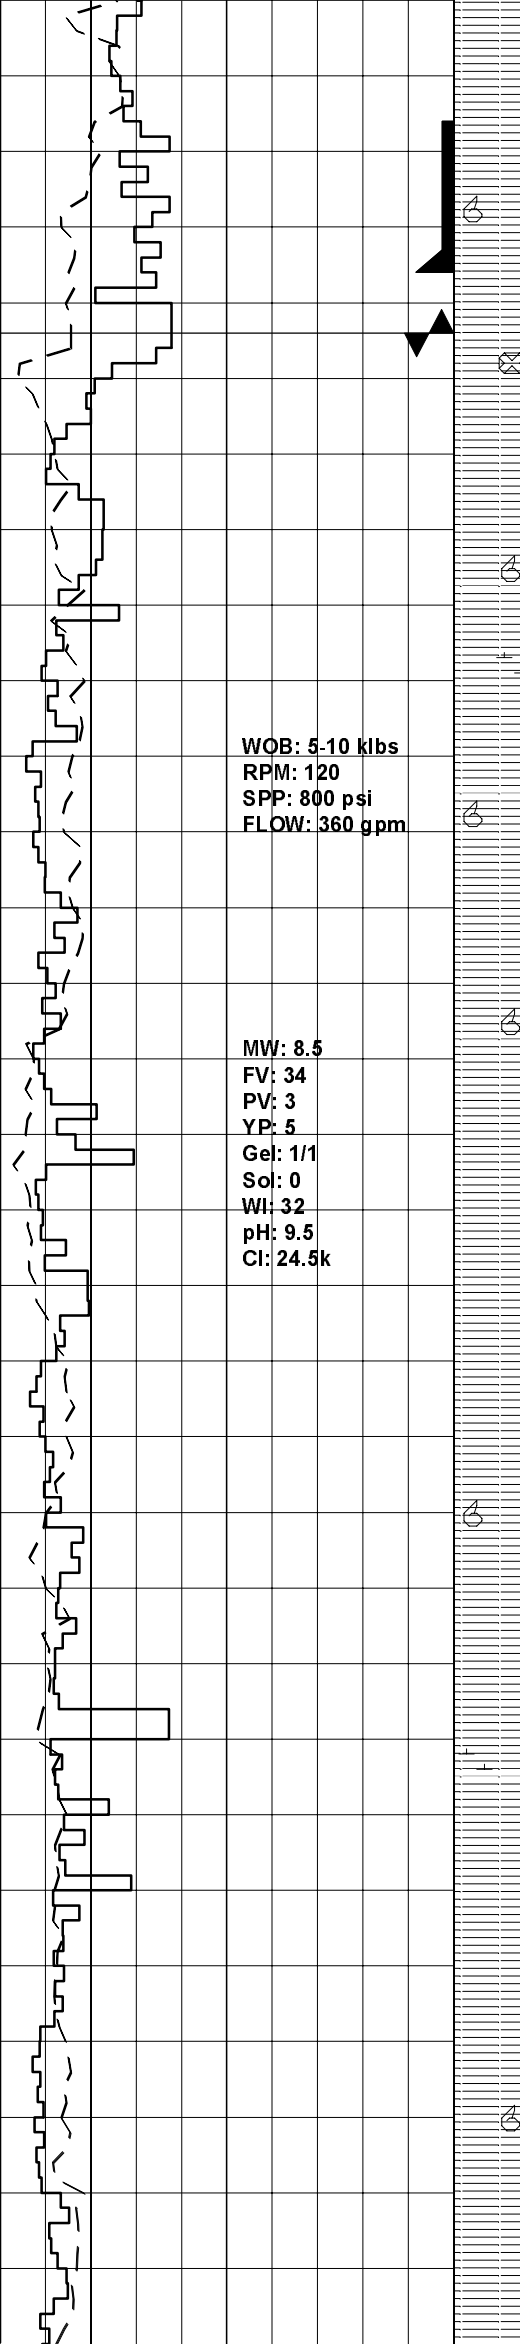 WOB: 5-10 klbs
RPM: 120
SPP: 800 psi
FLOW: 360 gpm
MW: 8.5
FV: 34
PV: 3
YP: 5
Gel: 1/1
Sol: 0
Wl: 32
pH: 9.5
Cl: 24.5k